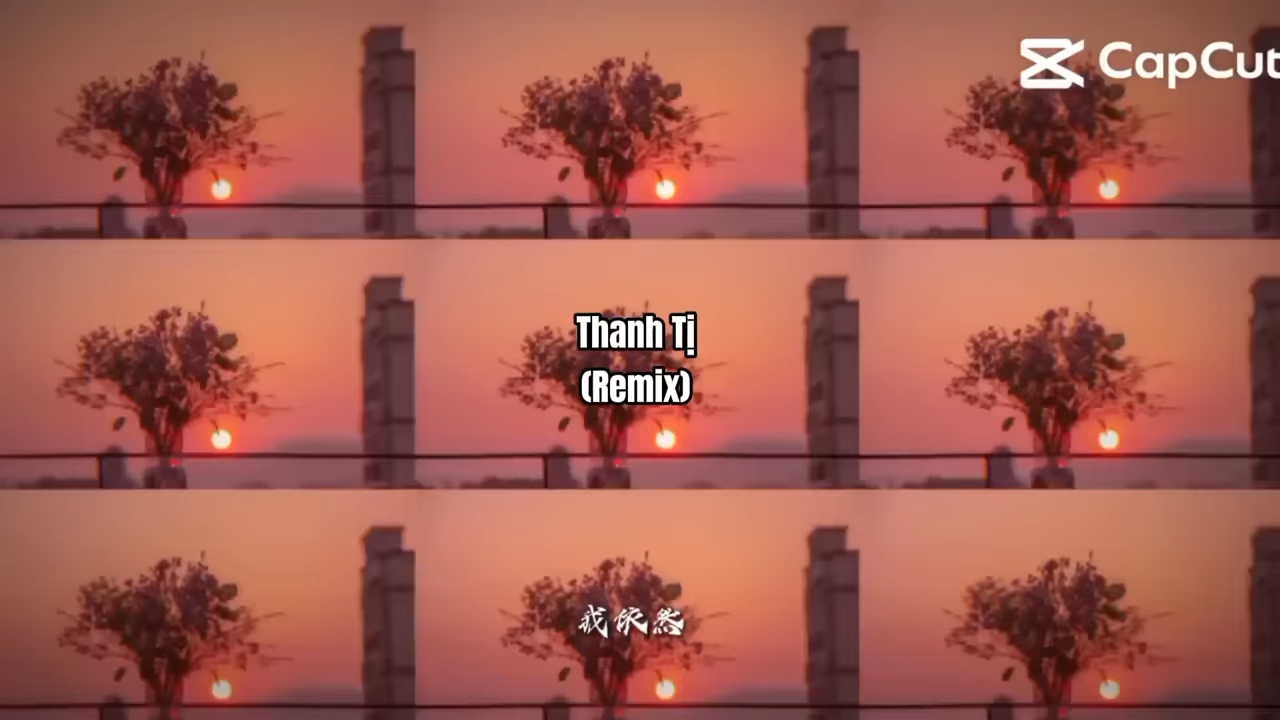 CapCut
Thanh Tị
(Remix)
我依然